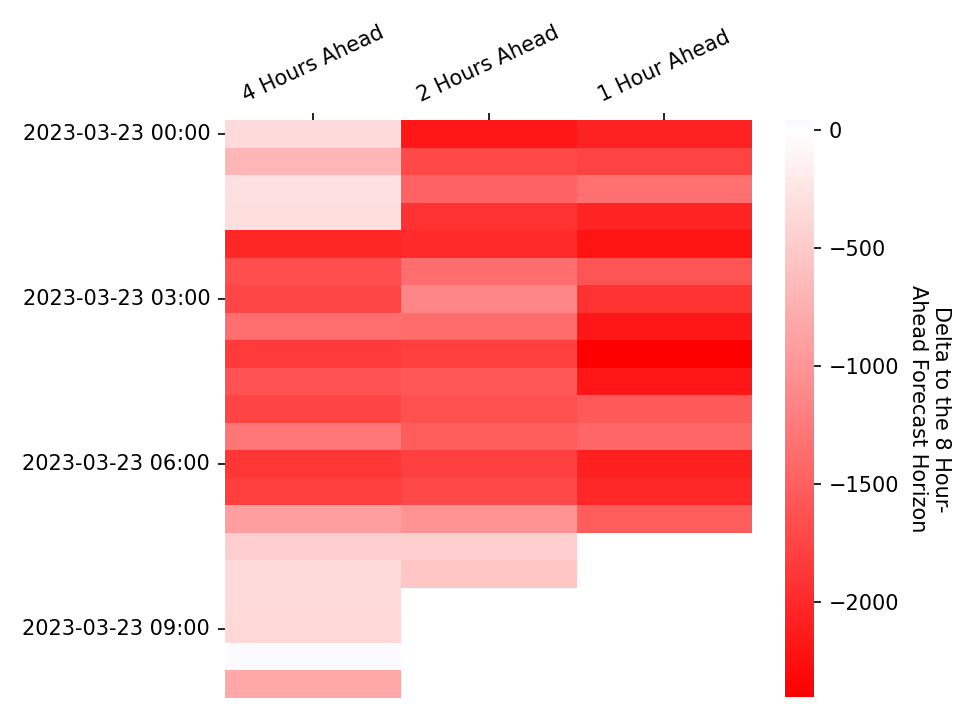 4 Hours Ahead
2 Hours Ahead
1 Hour Ahead
2023-03-23 00:00
2023-03-23 03:00
2023-03-23 06:00
2023-03-23 09:00
0
−500
−1000
−1500
−2000
Delta to the 8 Hour-
Ahead Forecast Horizon